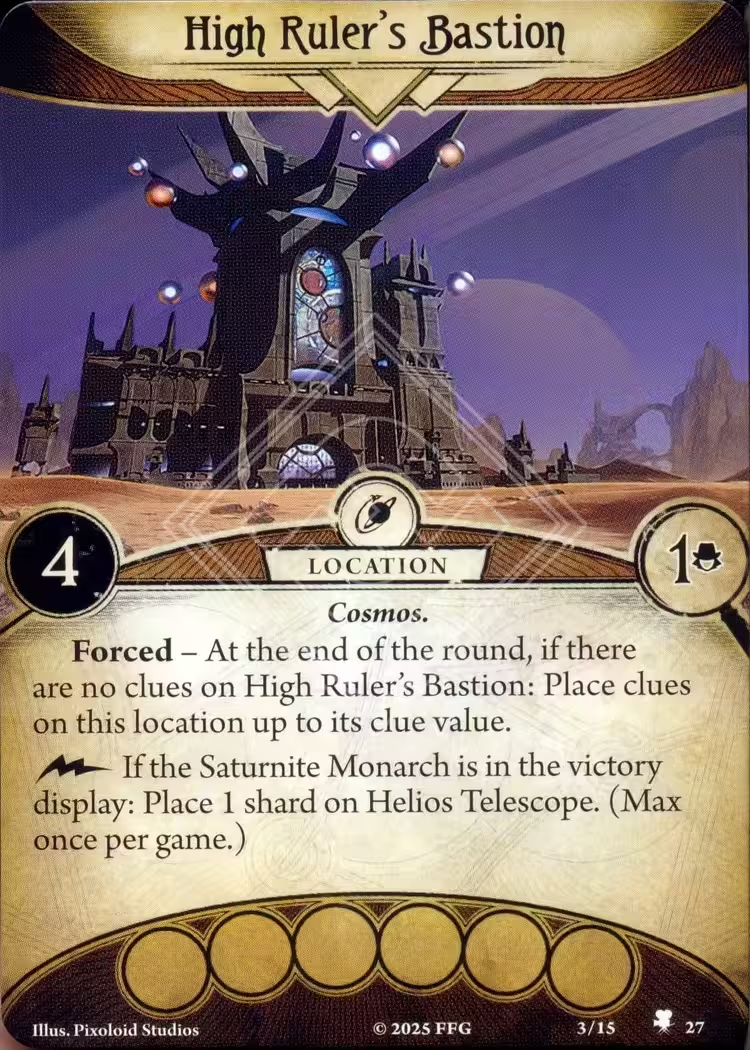 High Ruler's Bastion
4
LOCATION
1
Cosmos.
Forced – At the end of the round, if there
are no clues on High Ruler's Bastion: Place clues
on this location up to its clue value.
If the Saturnite Monarch is in the victory
display: Place 1 shard on Helios Telescope. (Max
once per game.)
Illus. Pixoloid Studios © 2025 FFG 3/15 27